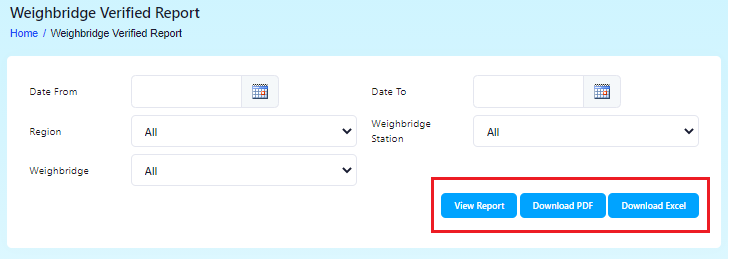 Weighbridge Verified Report
Home / Weighbridge Verified Report
Date From
Date To
Region
All
Weighbridge
Station
All
Weighbridge
All
View Report
Download PDF
Download Excel